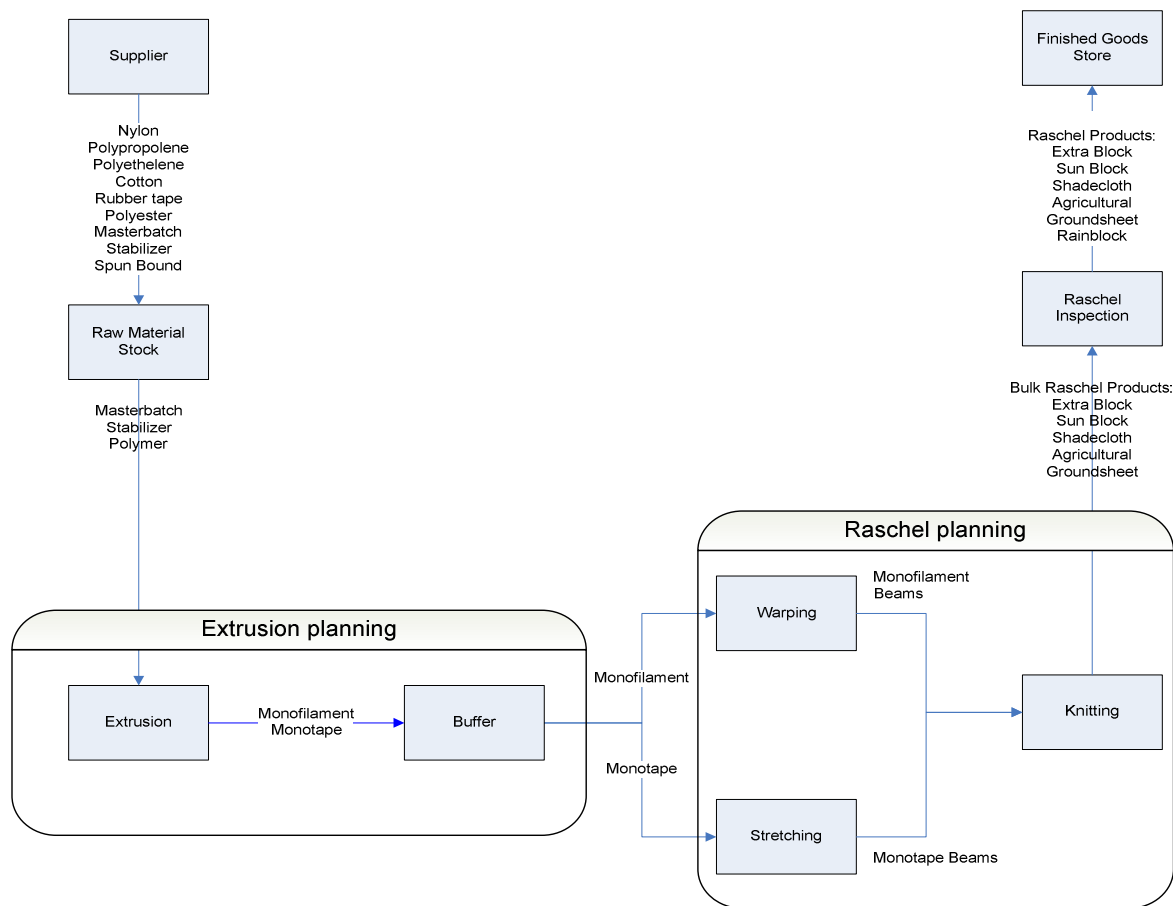 Supplier
Nylon
Polypropolene
Polyethelene
Cotton
Rubber tape
Polyester
Masterbatch
Stabilizer
Spun Bound
Raw Material
Stock
Masterbatch
Stabilizer
Polymer
Extrusion planning
Extrusion
Monofilament
Monotape
Buffer
Monofilament
Monotape
Raschel planning
Warping
Monofilament
Beams
Stretching
Monotape Beams
Knitting
Bulk Raschel Products:
Extra Block
Sun Block
Shadecloth
Agricultural
Groundsheet
Raschel
Inspection
Raschel Products:
Extra Block
Sun Block
Shadecloth
Agricultural
Groundsheet
Rainblock
Finished Goods
Store